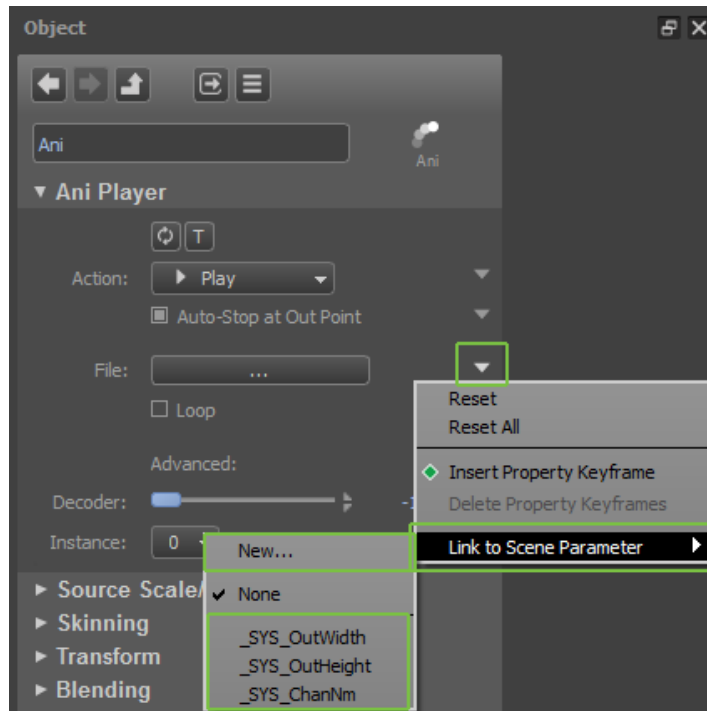 Object
Ani
Ani
Ani Player
T
Action: Play
Auto-Stop at Out Point
File: ...
Loop
Advanced:
Decoder:
Instance: 0
Source Scale/
Skinning
Transform
Blending
Reset
Reset All
Insert Property Keyframe
Delete Property Keyframes
Link to Scene Parameter
New...
None
_SYS_OutWidth
_SYS_OutHeight
_SYS_ChanNm